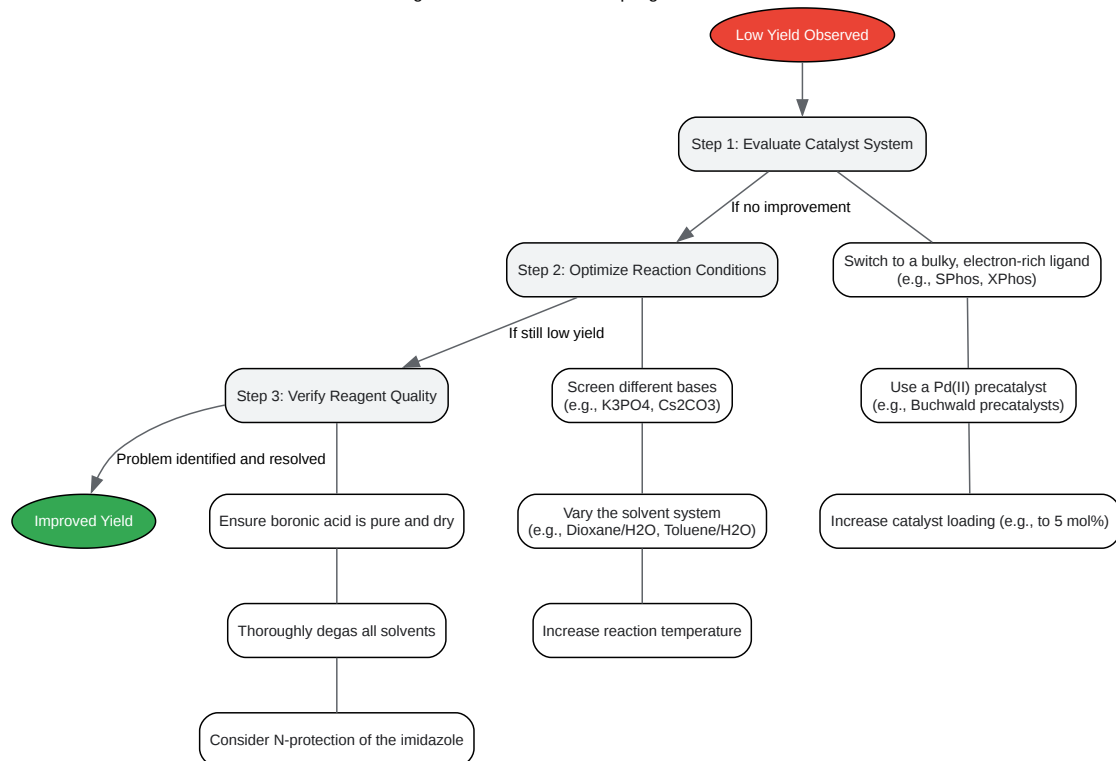 Low Yield Observed
Step 1: Evaluate Catalyst System
If no improvement
Step 2: Optimize Reaction Conditions
Switch to a bulky, electron-rich ligand
(e.g., SPhos, XPhos)
If still low yield
Step 3: Verify Reagent Quality
Screen different bases
(e.g., K3PO4, Cs2CO3)
Use a Pd(II) precatalyst
(e.g., Buchwald precatalysts)
Problem identified and resolved
Improved Yield
Ensure boronic acid is pure and dry
Vary the solvent system
(e.g., Dioxane/H2O, Toluene/H2O)
Increase catalyst loading (e.g., to 5 mol%)
Thoroughly degas all solvents
Increase reaction temperature
Consider N-protection of the imidazole